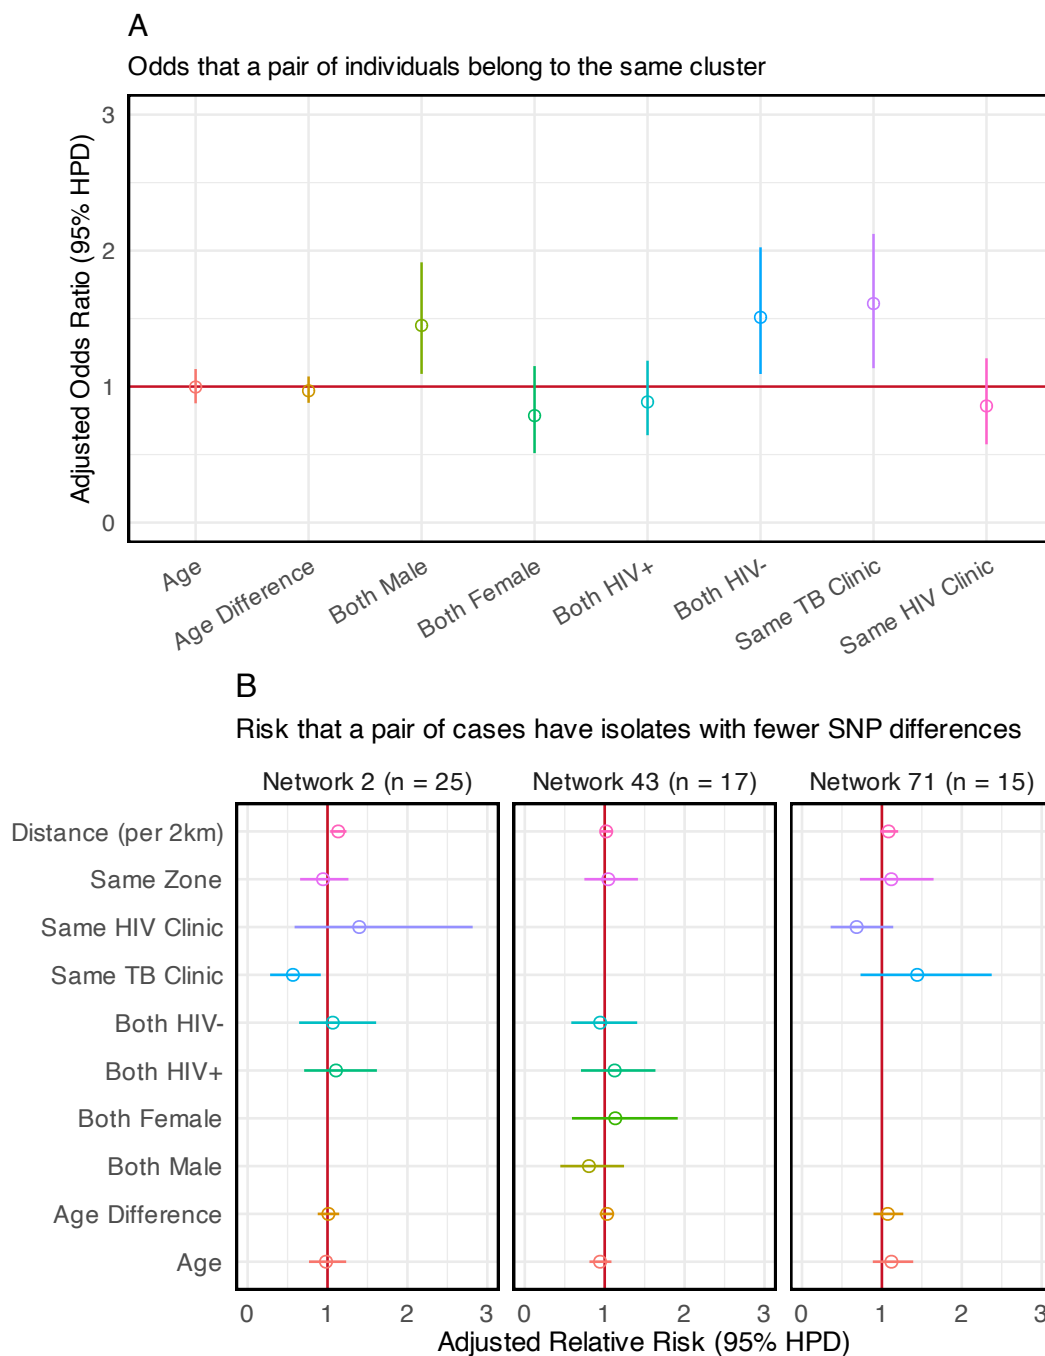 A
Odds that a pair of individuals belong to the same cluster
Adjusted Odds Ratio (95% HPD)
3
2
1
0
Age
Age Difference
Both Male
Both Female
Both HIV+
Both HIV-
Same TB Clinic
Same HIV Clinic
B
Risk that a pair of cases have isolates with fewer SNP differences
Network 2 (n = 25) Network 43 (n = 17) Network 71 (n = 15)
Distance (per 2km)
Same Zone
Same HIV Clinic
Same TB Clinic
Both HIV-
Both HIV+
Both Female
Both Male
Age Difference
Age
0 1 2 3 0 1 2 3 0 1 2 3
Adjusted Relative Risk (95% HPD)